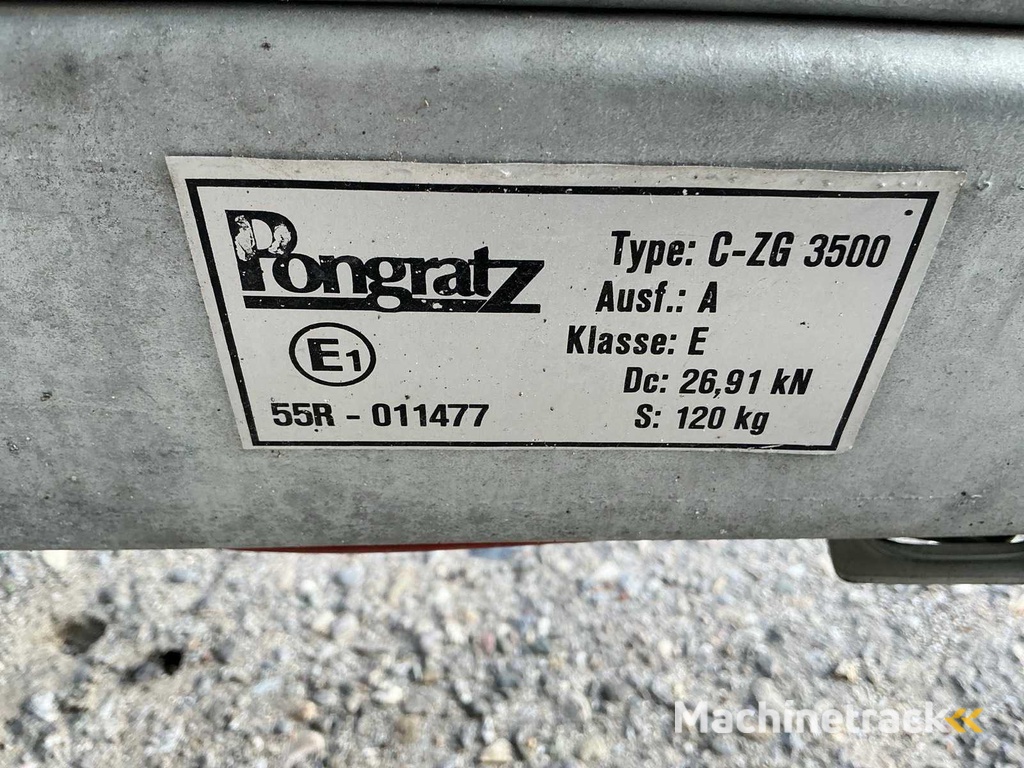 Pongratz
E1
55R - 011477
Type: C-ZG 3500
Ausf.: A
Klasse: E
Dc: 26,91 kN
S: 120 kg
Machinetrack